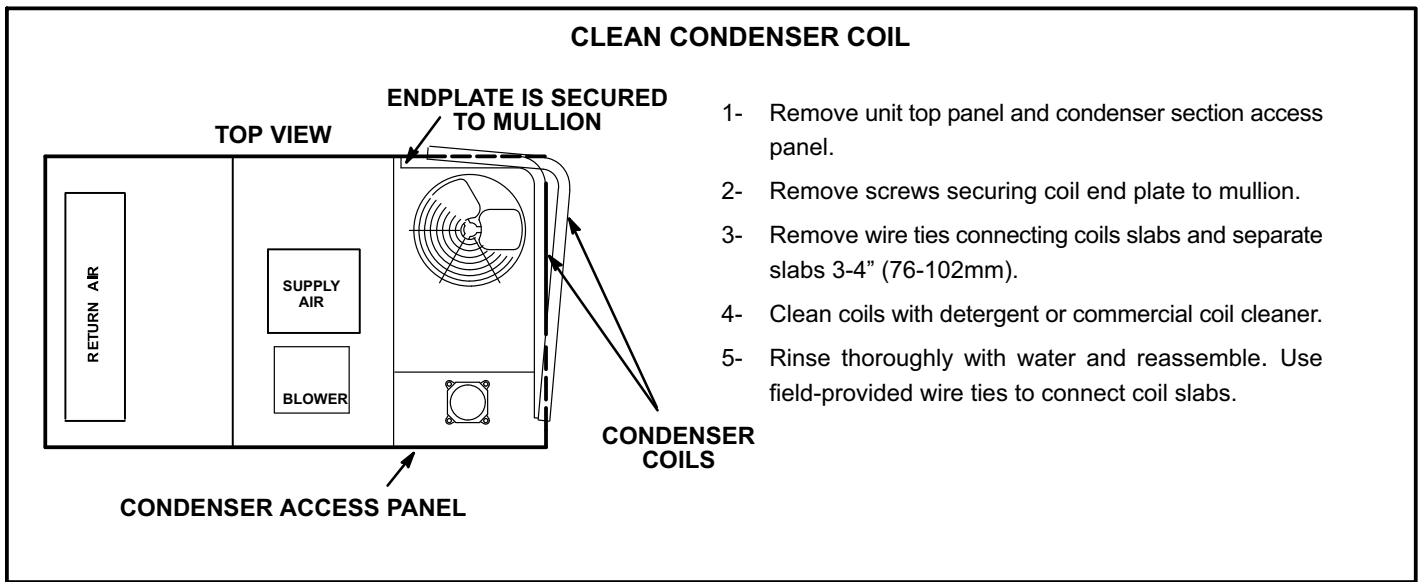 CLEAN CONDENSER COIL
ENDPLATE IS SECURED
TO MULLION
TOP VIEW
RETURN AIR
SUPPLY
AIR
BLOWER
CONDENSER
COILS
CONDENSER ACCESS PANEL
1- Remove unit top panel and condenser section access
panel.
2- Remove screws securing coil end plate to mullion.
3- Remove wire ties connecting coils slabs and separate
slabs 3-4” (76-102mm).
4- Clean coils with detergent or commercial coil cleaner.
5- Rinse thoroughly with water and reassemble. Use
field-provided wire ties to connect coil slabs.